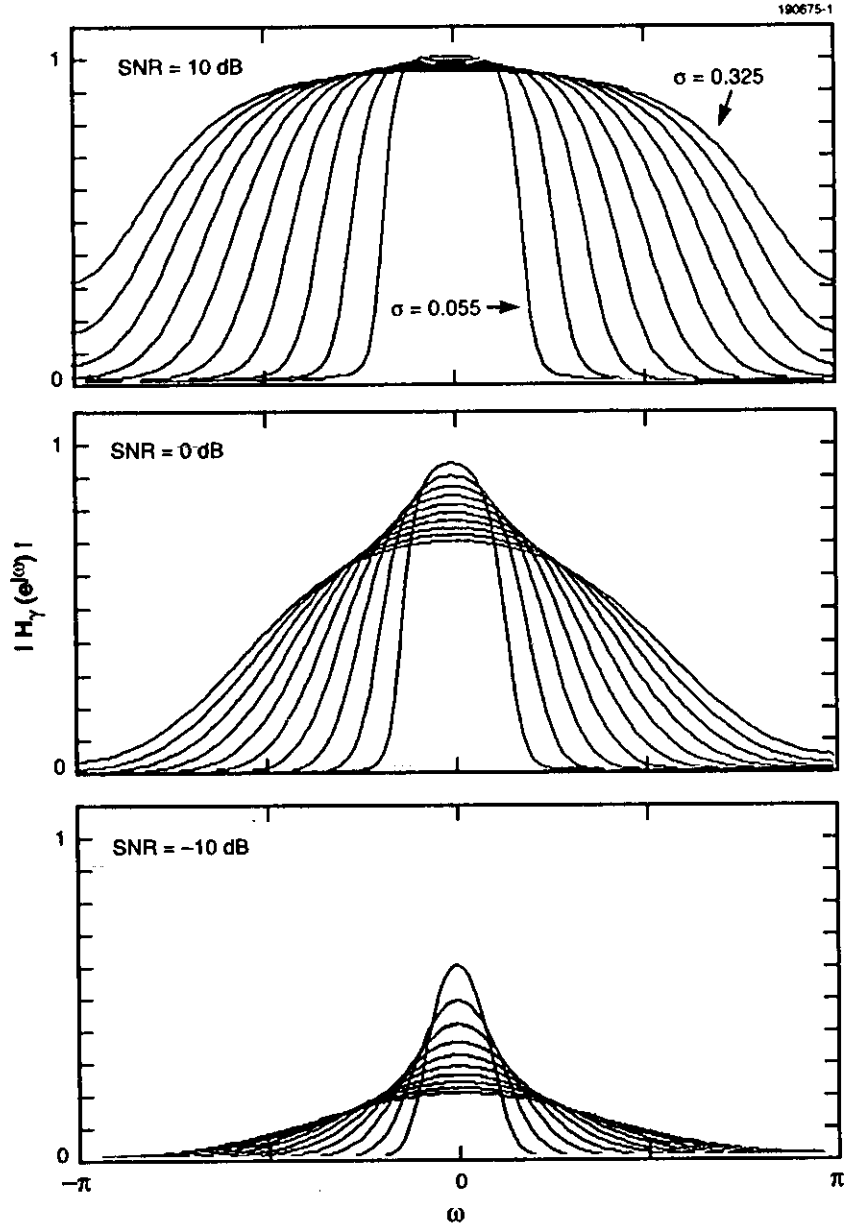 190675-1
1
SNR = 10 dB
σ = 0.325
σ = 0.055
0
1
SNR = 0 dB
| H_γ (e^jω) |
0
1
SNR = −10 dB
0
−π
0
π
ω